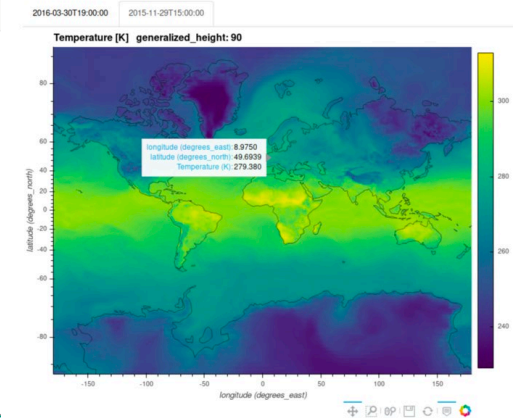 2016-03-30T19:00:00 2015-11-29T15:00:00
Temperature [K] generalized_height: 90
80
60
40
20
0
-20
-40
-60
-80
latitude (degrees_north)
longitude (degrees_east): 8.9750
latitude (degrees_north): 49.6939
Temperature (K): 279.380
300
280
260
240
-150 -100 -50 0 50 100 150
longitude (degrees_east)